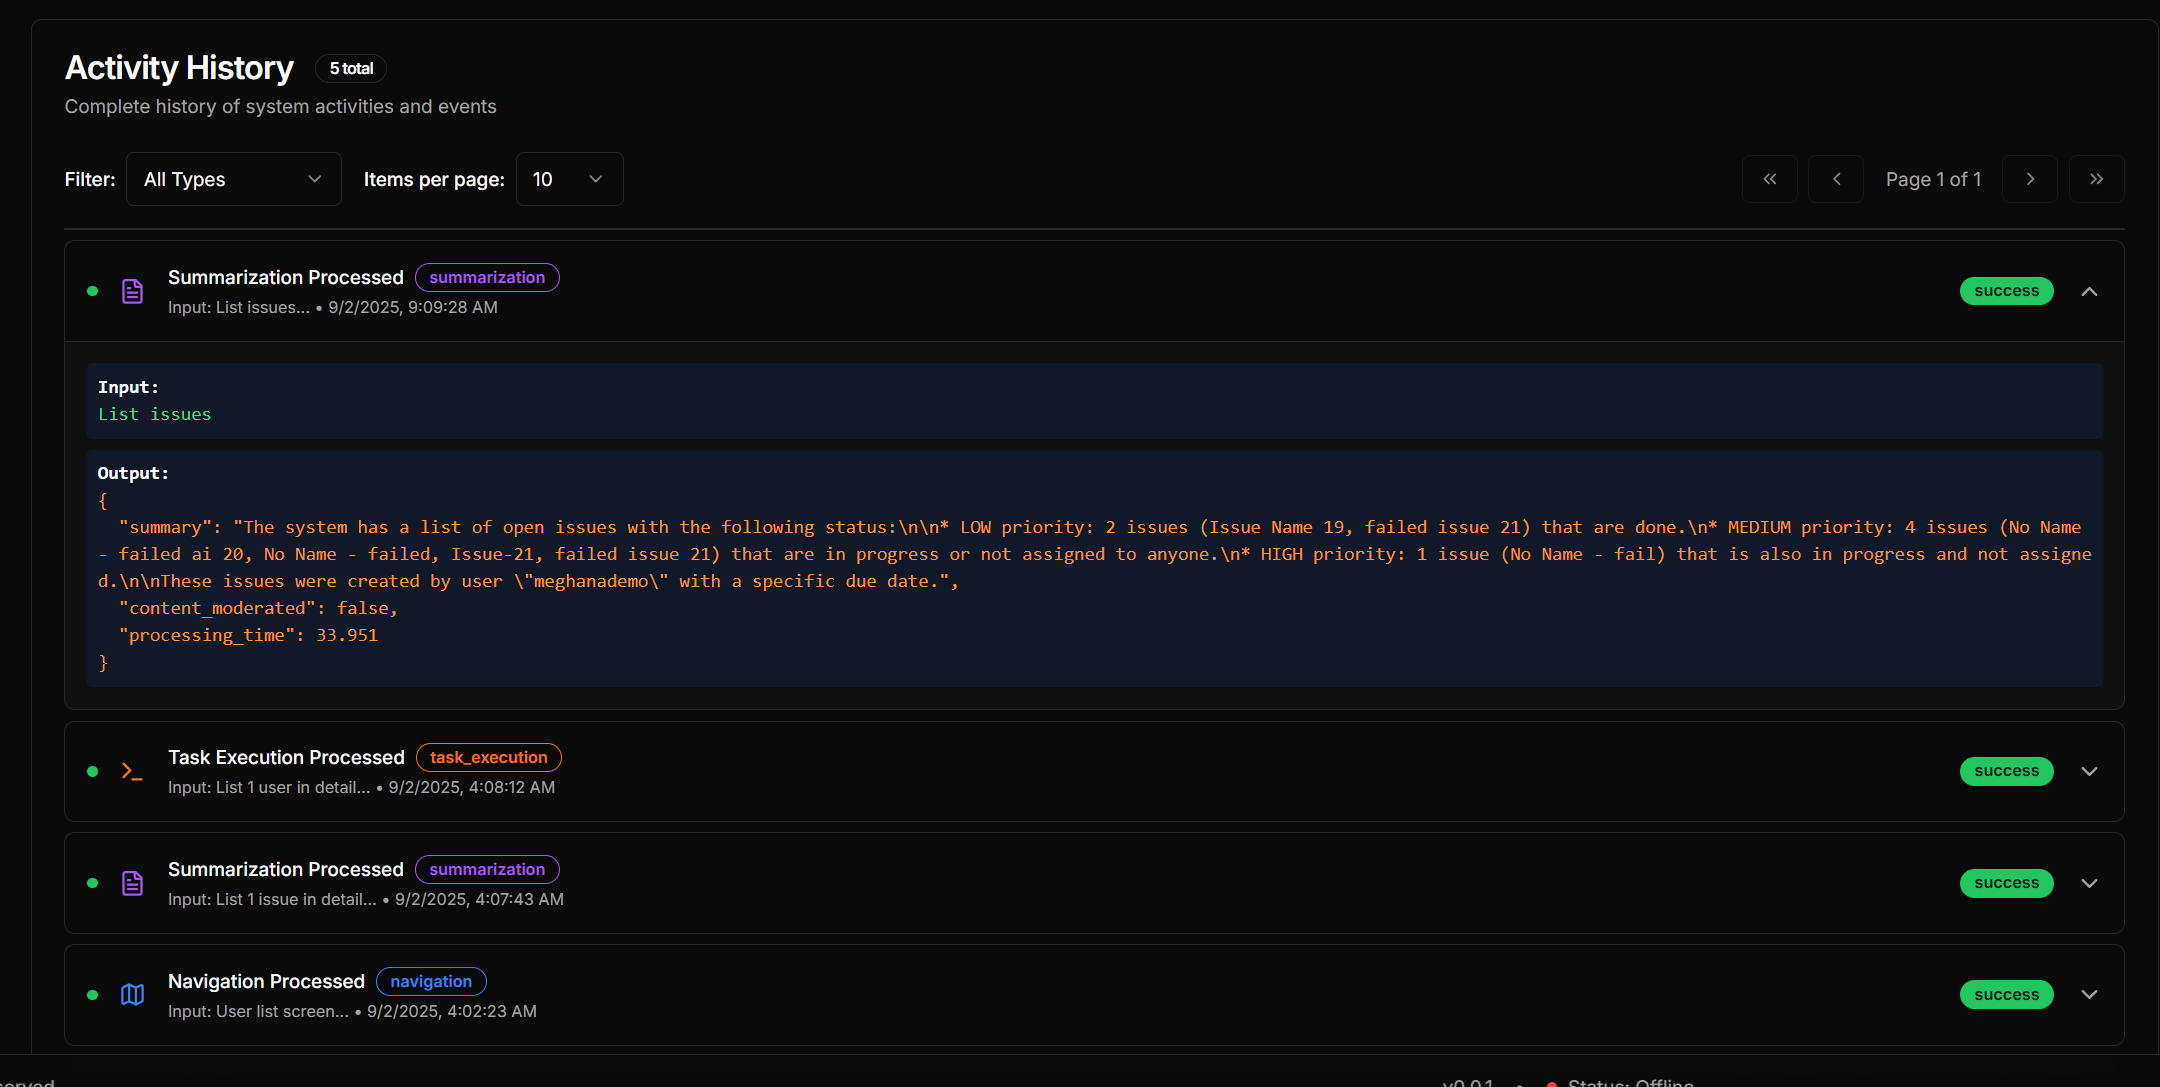 Activity History 5 total
Complete history of system activities and events
Filter: All Types Items per page: 10 Page 1 of 1
Summarization Processed summarization
Input: List issues... • 9/2/2025, 9:09:28 AM
success
Input:
List issues
Output:
{
"summary": "The system has a list of open issues with the following status:\n\n* LOW priority: 2 issues (Issue Name 19, failed issue 21) that are done.\n* MEDIUM priority: 4 issues (No Name
- failed ai 20, No Name - failed, Issue-21, failed issue 21) that are in progress or not assigned to anyone.\n* HIGH priority: 1 issue (No Name - fail) that is also in progress and not assigne
d.\n\nThese issues were created by user \"meghanademo\" with a specific due date.",
"content_moderated": false,
"processing_time": 33.951
}
Task Execution Processed task_execution
Input: List 1 user in detail... • 9/2/2025, 4:08:12 AM
success
Summarization Processed summarization
Input: List 1 issue in detail... • 9/2/2025, 4:07:43 AM
success
Navigation Processed navigation
Input: User list screen... • 9/2/2025, 4:02:23 AM
success
v0.0.1 • Status: Offline